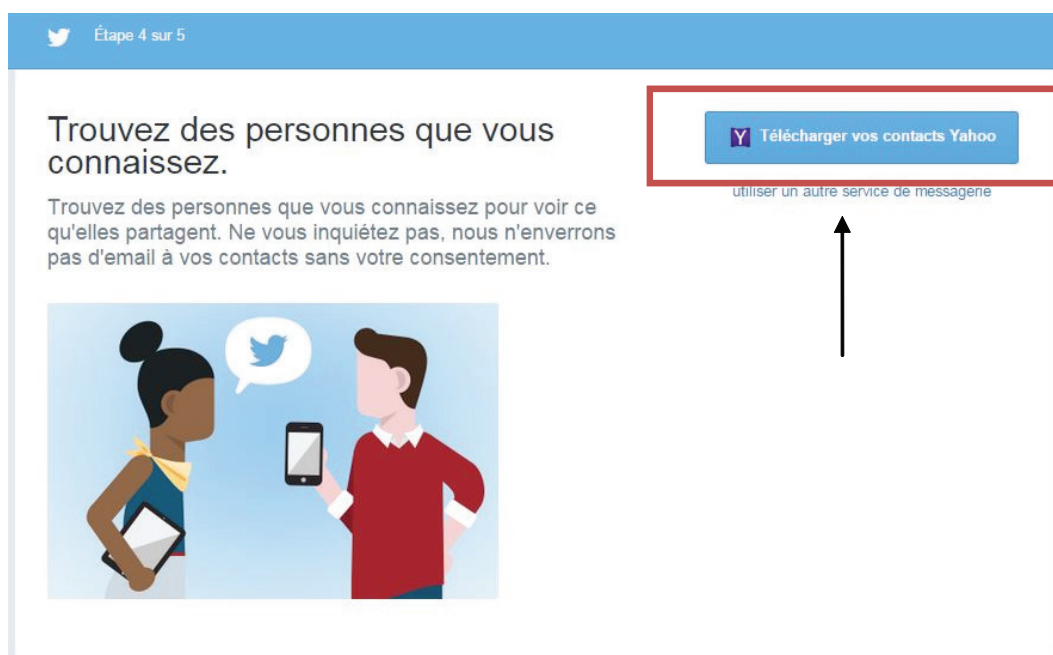 Étape 4 sur 5
Trouvez des personnes que vous
connaissez.
Trouvez des personnes que vous connaissez pour voir ce
qu'elles partagent. Ne vous inquiétez pas, nous n'enverrons
pas d'email à vos contacts sans votre consentement.
Y Télécharger vos contacts Yahoo
utiliser un autre service de messagerie